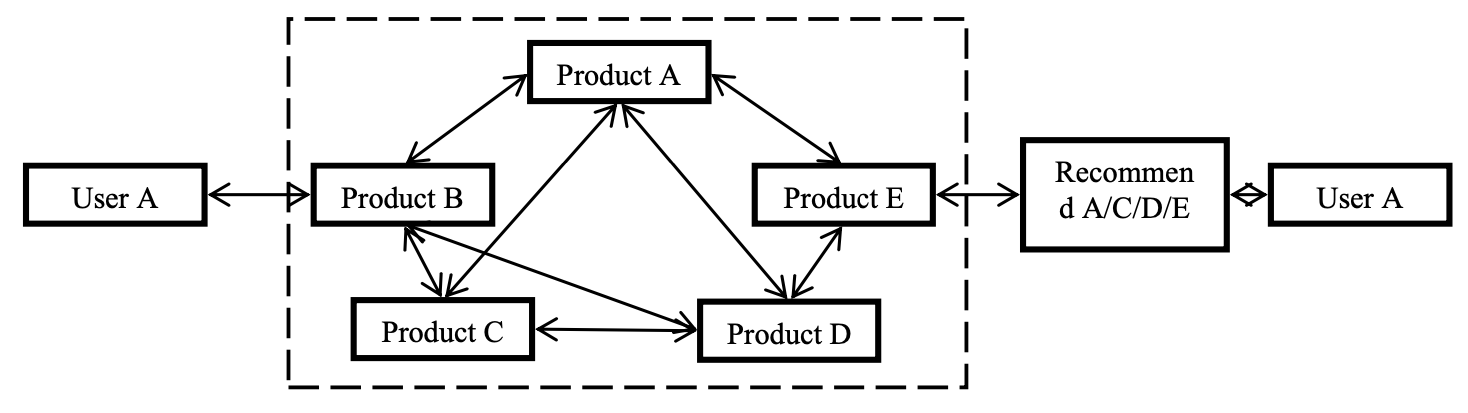 Product A
User A
Product B
Product E
Recommen
d A/C/D/E
User A
Product C
Product D